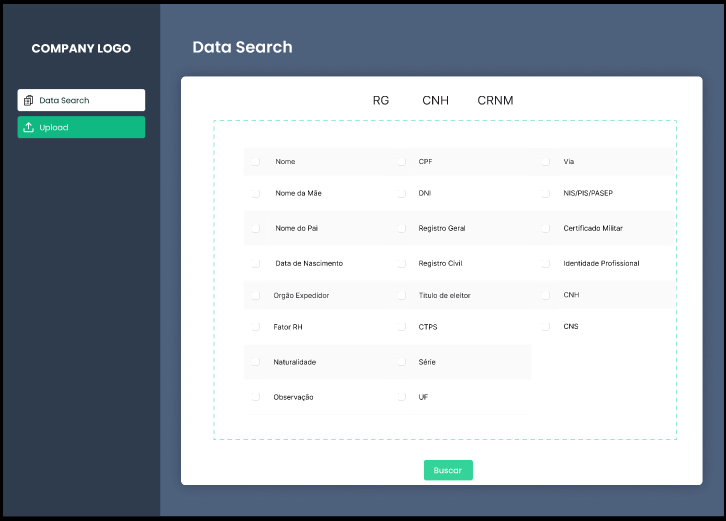 COMPANY LOGO
Data Search
Upload
Data Search
RG CNH CRNM
Nome CPF Via
Nome da Mãe DNI NIS/PIS/PASEP
Nome do Pai Registro Geral Certificado Militar
Data de Nascimento Registro Civil Identidade Profissional
Orgão Expedidor Titulo de eleitor CNH
Fator RH CTPS CNS
Naturalidade Série
Observação UF
Buscar